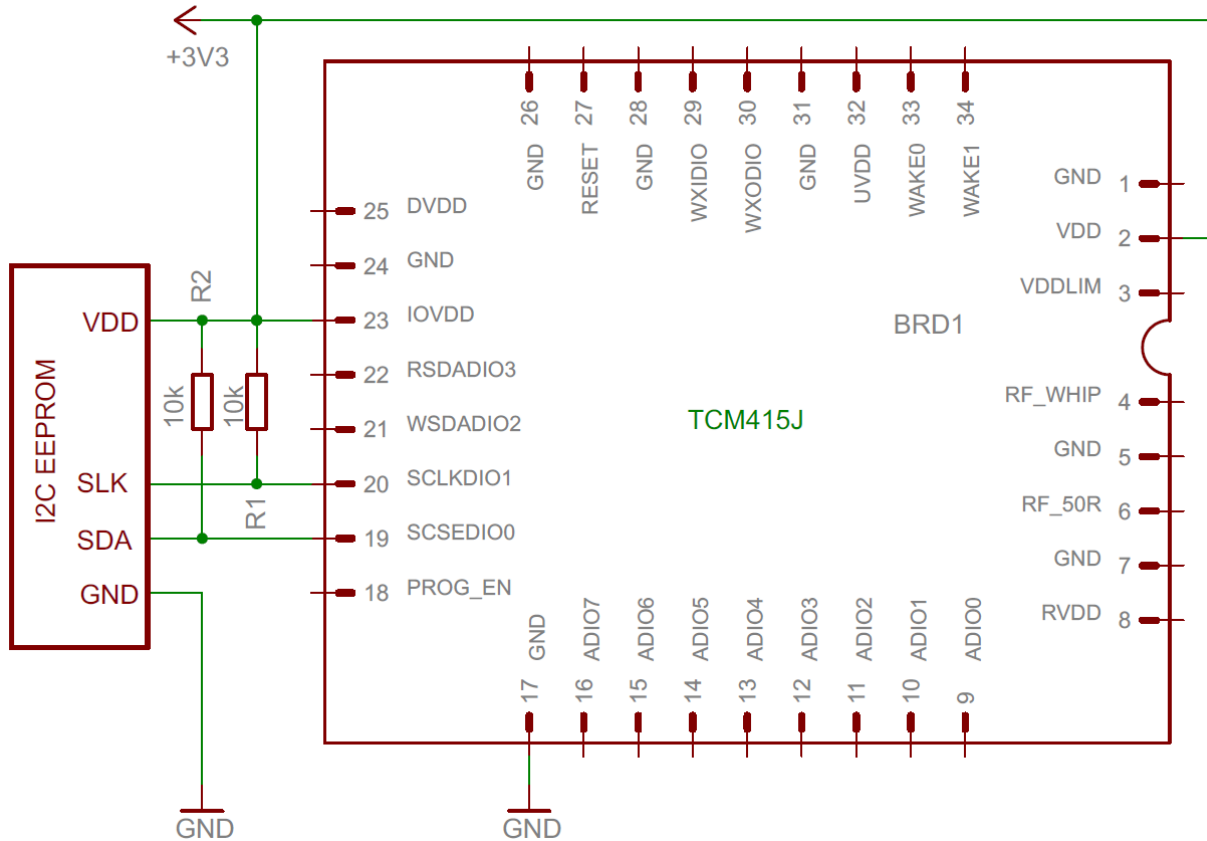 +3V3
26 27 28 29 30 31 32 33 34
GND RESET GND WXIDIO WXODIO GND UVDD WAKE0 WAKE1
25 DVDD
24 GND
23 IOVDD
22 RSDADIO3
21 WSDADIO2
20 SCLKDIO1
19 SCSEDIO0
18 PROG_EN
GND 1
VDD 2
VDDLIM 3
RF_WHIP 4
GND 5
RF_50R 6
GND 7
RVDD 8
BRD1
TCM415J
R2
10k
10k
R1
I2C EEPROM
VDD
SLK
SDA
GND
GND ADIO7 ADIO6 ADIO5 ADIO4 ADIO3 ADIO2 ADIO1 ADIO0
17 16 15 14 13 12 11 10 9
GND
GND